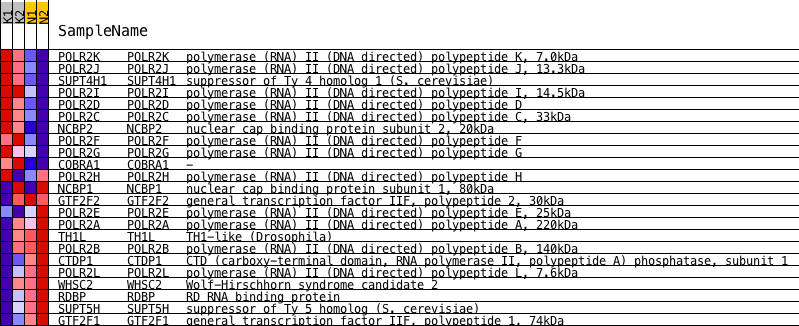 K1 K2 N1 N2
SampleName
POLR2K POLR2K polymerase (RNA) II (DNA directed) polypeptide K, 7.0kDa
POLR2J POLR2J polymerase (RNA) II (DNA directed) polypeptide J, 13.3kDa
SUPT4H1 SUPT4H1 suppressor of Ty 4 homolog 1 (S. cerevisiae)
POLR2I POLR2I polymerase (RNA) II (DNA directed) polypeptide I, 14.5kDa
POLR2D POLR2D polymerase (RNA) II (DNA directed) polypeptide D
POLR2C POLR2C polymerase (RNA) II (DNA directed) polypeptide C, 33kDa
NCBP2 NCBP2 nuclear cap binding protein subunit 2, 20kDa
POLR2F POLR2F polymerase (RNA) II (DNA directed) polypeptide F
POLR2G POLR2G polymerase (RNA) II (DNA directed) polypeptide G
COBRA1 COBRA1 -
POLR2H POLR2H polymerase (RNA) II (DNA directed) polypeptide H
NCBP1 NCBP1 nuclear cap binding protein subunit 1, 80kDa
GTF2F2 GTF2F2 general transcription factor IIF, polypeptide 2, 30kDa
POLR2E POLR2E polymerase (RNA) II (DNA directed) polypeptide E, 25kDa
POLR2A POLR2A polymerase (RNA) II (DNA directed) polypeptide A, 220kDa
TH1L TH1L TH1-like (Drosophila)
POLR2B POLR2B polymerase (RNA) II (DNA directed) polypeptide B, 140kDa
CTDP1 CTDP1 CTD (carboxy-terminal domain, RNA polymerase II, polypeptide A) phosphatase, subunit 1
POLR2L POLR2L polymerase (RNA) II (DNA directed) polypeptide L, 7.6kDa
WHSC2 WHSC2 Wolf-Hirschhorn syndrome candidate 2
RDBP RDBP RD RNA binding protein
SUPT5H SUPT5H suppressor of Ty 5 homolog (S. cerevisiae)
GTF2F1 GTF2F1 general transcription factor IIF, polypeptide 1, 74kDa